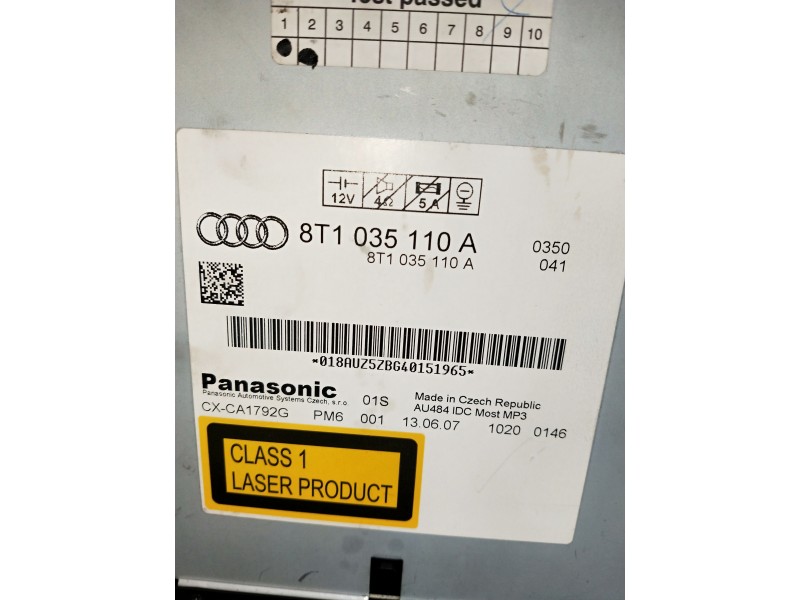 Test passed
1 2 3 4 5 6 7 8 9 10
12V 4Ω 5A
8T1 035 110 A 0350
8T1 035 110 A 041
*018AUZ5ZBG40151965*
Panasonic 01S Made in Czech Republic
Panasonic Automotive Systems Czech, s.r.o. AU484 IDC Most MP3
CX-CA1792G PM6 001 13.06.07 1020 0146
CLASS 1
LASER PRODUCT